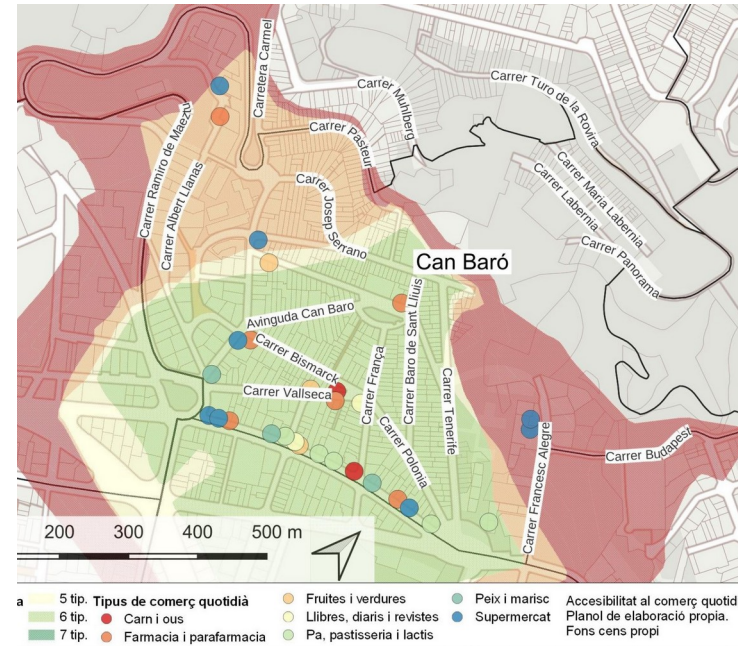 Carretera Carmel
Carrer Muhlberg
Carrer Turo de la Rovira
Carrer Ramiro de Maeztu
Carrer Pasteur
Carrer Albert Llanas
Carrer Maria Labernia
Carrer Labernia
Carrer Josep Serrano
Carrer Panorama
Can Baró
Avinguda Can Baro
Carrer Baro de Sant Lluis
Carrer Bismarck
Carrer França
Carrer Vallseca
Carrer Tenerife
Carrer Polonia
Carrer Francesc Alegre
Carrer Budapest
200 300 400 500 m
a 5 tip. Tipus de comerç quotidià Fruites i verdures Peix i marisc Accesibilitat al comerç quotid
6 tip. Carn i ous Llibres, diaris i revistes Supermercat Planol de elaboració propia.
7 tip. Farmacia i parafarmacia Pa, pastisseria i lactis Fons cens propi